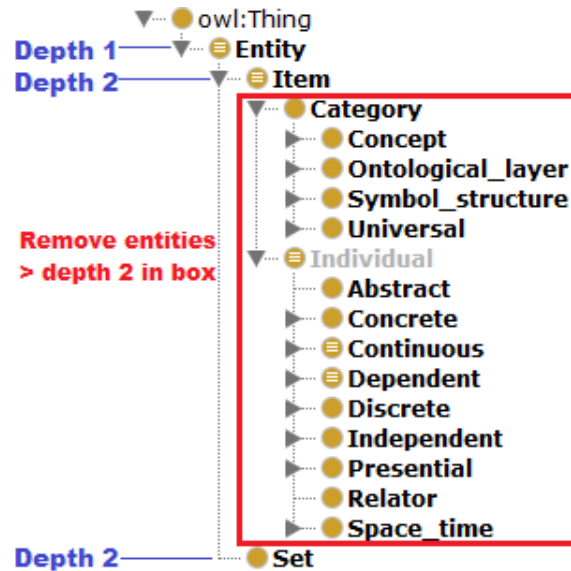 owl:Thing
Depth 1 Entity
Depth 2 Item
Category
Concept
Ontological_layer
Symbol_structure
Universal
Remove entities
Individual
> depth 2 in box
Abstract
Concrete
Continuous
Dependent
Discrete
Independent
Presential
Relator
Space_time
Depth 2 Set